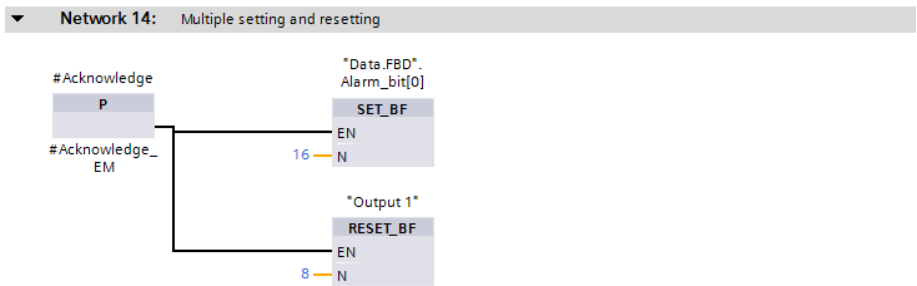 Network 14: Multiple setting and resetting
#Acknowledge
P
#Acknowledge_
EM
"Data.FBD".
Alarm_bit[0]
SET_BF
EN
16 N
"Output 1"
RESET_BF
EN
8 N